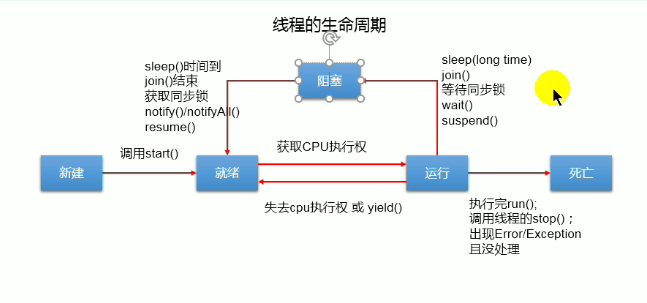 线程的生命周期
sleep()时间到
join()结束
获取同步锁
notify()/notifyAll()
resume()
阻塞
sleep(long time)
join()
等待同步锁
wait()
suspend()
调用start()
获取CPU执行权
新建
就绪
运行
死亡
失去cpu执行权 或 yield()
执行完run();
调用线程的stop()；
出现Error/Exception
且没处理